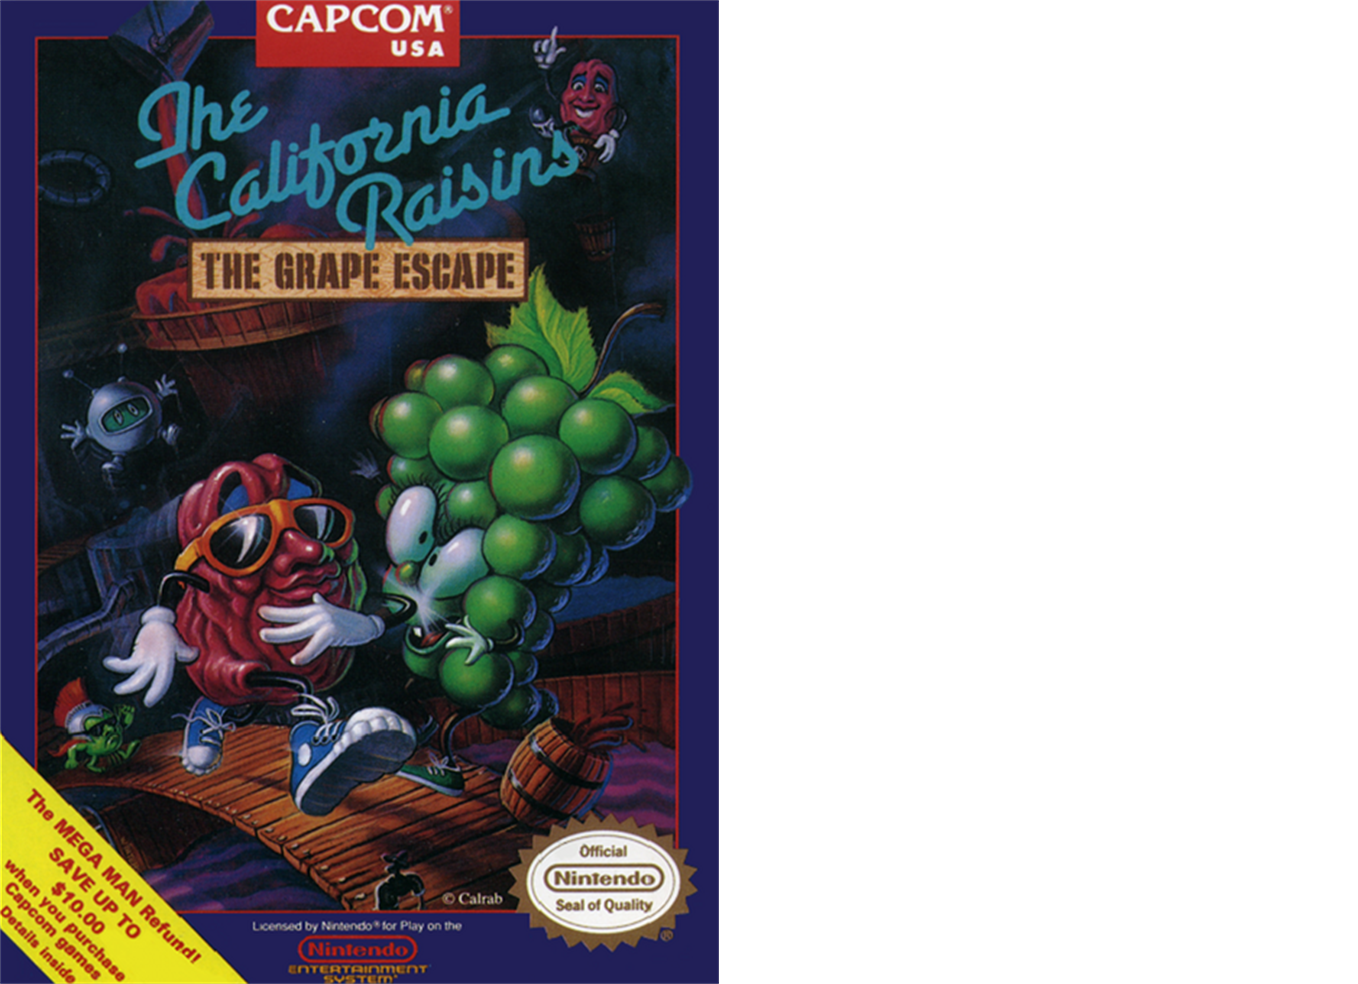 CAPCOM®
USA
The
California
Raisins
THE GRAPE ESCAPE
The MEGA MAN Refund!
SAVE UP TO
$10.00
when you purchase
Capcom games
Details inside
© Calrab
Official
Nintendo
Seal of Quality
®
Licensed by Nintendo® for Play on the
Nintendo
ENTERTAINMENT
SYSTEM®